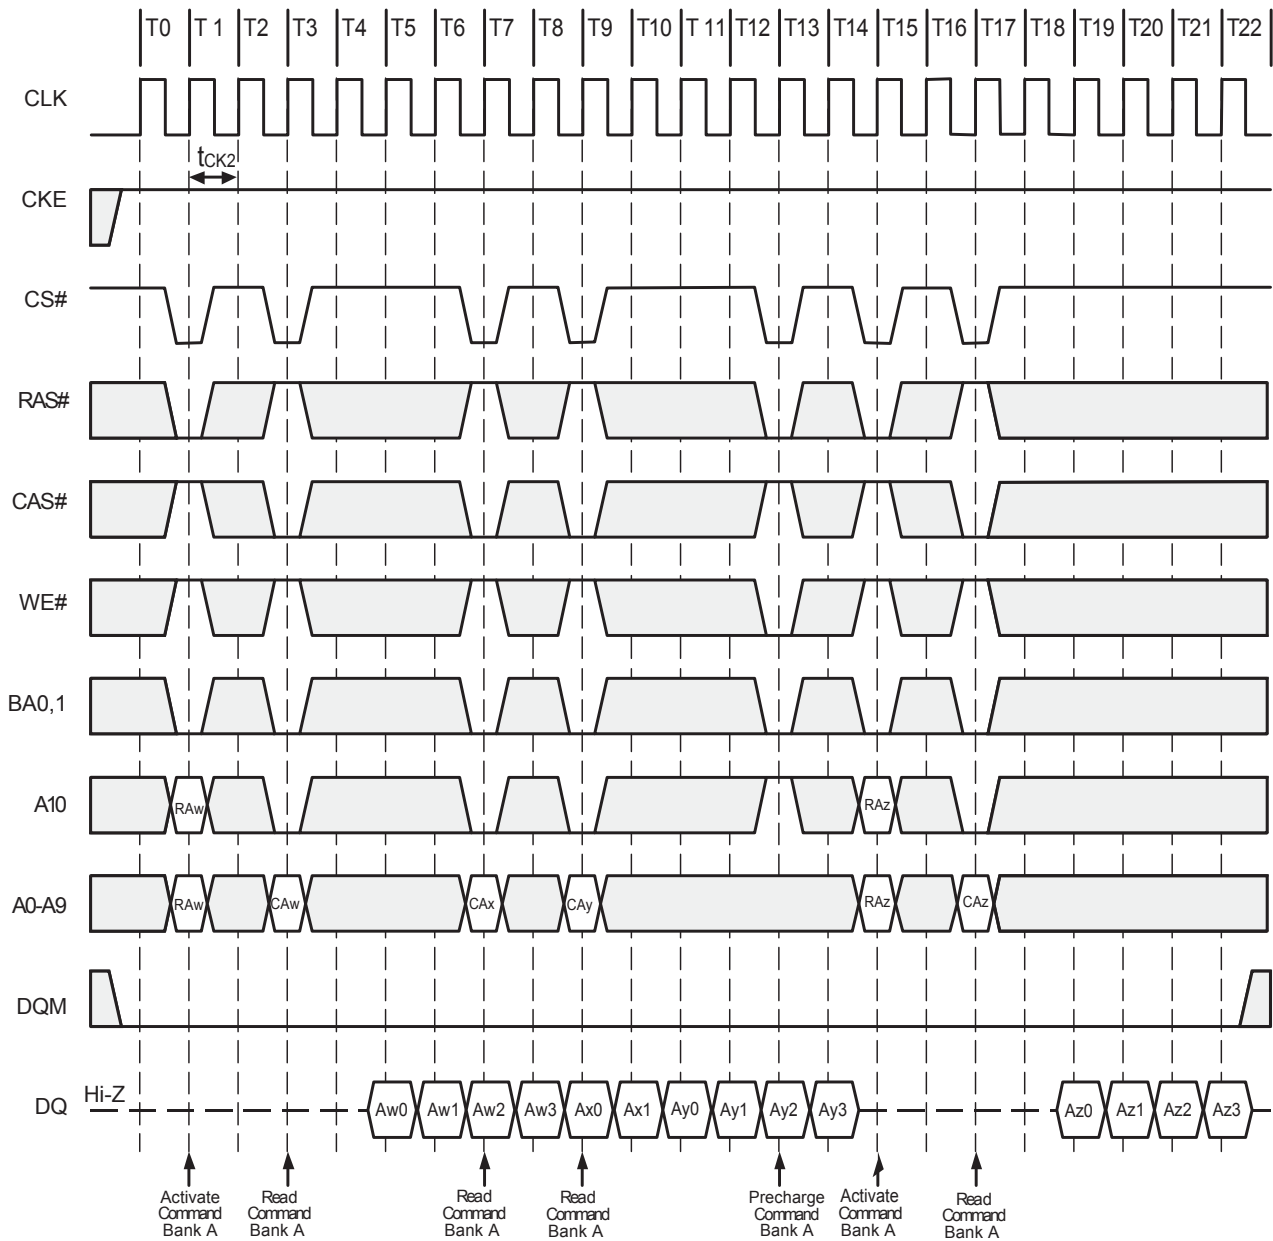 T0 T 1 T2 T3 T4 T5 T6 T7 T8 T9 T10 T 11 T12 T13 T14 T15 T16 T17 T18 T19 T20 T21 T22
CLK
tCK2
CKE
CS#
RAS#
CAS#
WE#
BA0,1
A10 RAw RAz
A0-A9 RAw CAw CAx CAy RAz CAz
DQM
Hi-Z
DQ Aw0 Aw1 Aw2 Aw3 Ax0 Ax1 Ay0 Ay1 Ay2 Ay3 Az0 Az1 Az2 Az3
Activate
Command
Bank A
Read
Command
Bank A
Read
Command
Bank A
Read
Command
Bank A
Precharge
Command
Bank A
Activate
Command
Bank A
Read
Command
Bank A